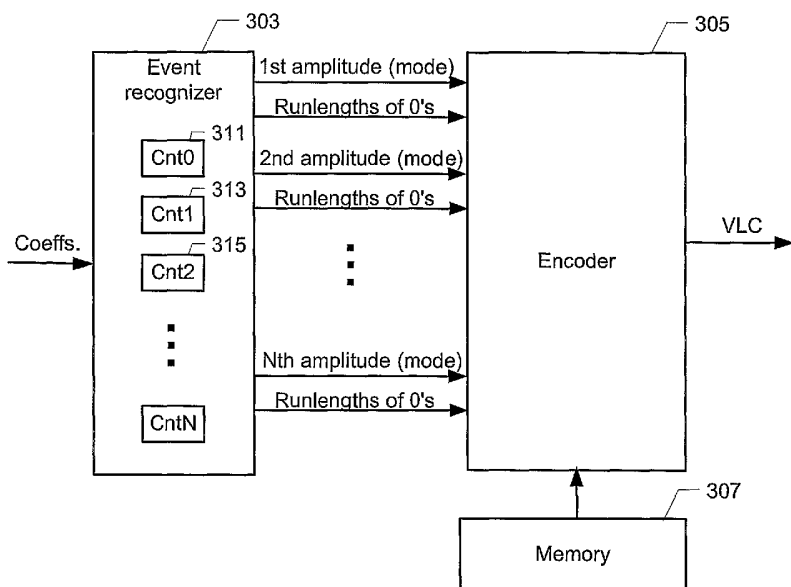 303
305
Event
recognizer
1st amplitude (mode)
Runlengths of 0's
311
Cnt0
2nd amplitude (mode)
313
Cnt1
Runlengths of 0's
315
Cnt2
Coeffs.
VLC
Encoder
Nth amplitude (mode)
Runlengths of 0's
CntN
307
Memory